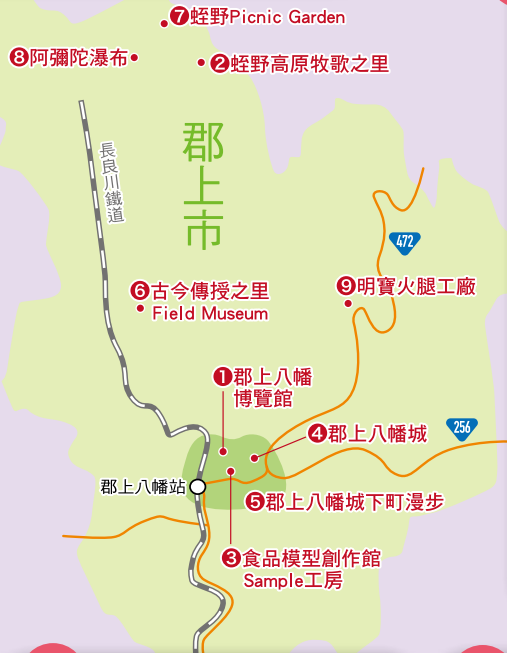 ❼蛭野Picnic Garden
❽阿彌陀瀑布
❷蛭野高原牧歌之里
郡上市
長良川鐵道
472
❻古今傳授之里
Field Museum
❾明寶火腿工廠
❶郡上八幡
博覽館
256
❹郡上八幡城
郡上八幡站
❺郡上八幡城下町漫步
❸食品模型創作館
Sample工房